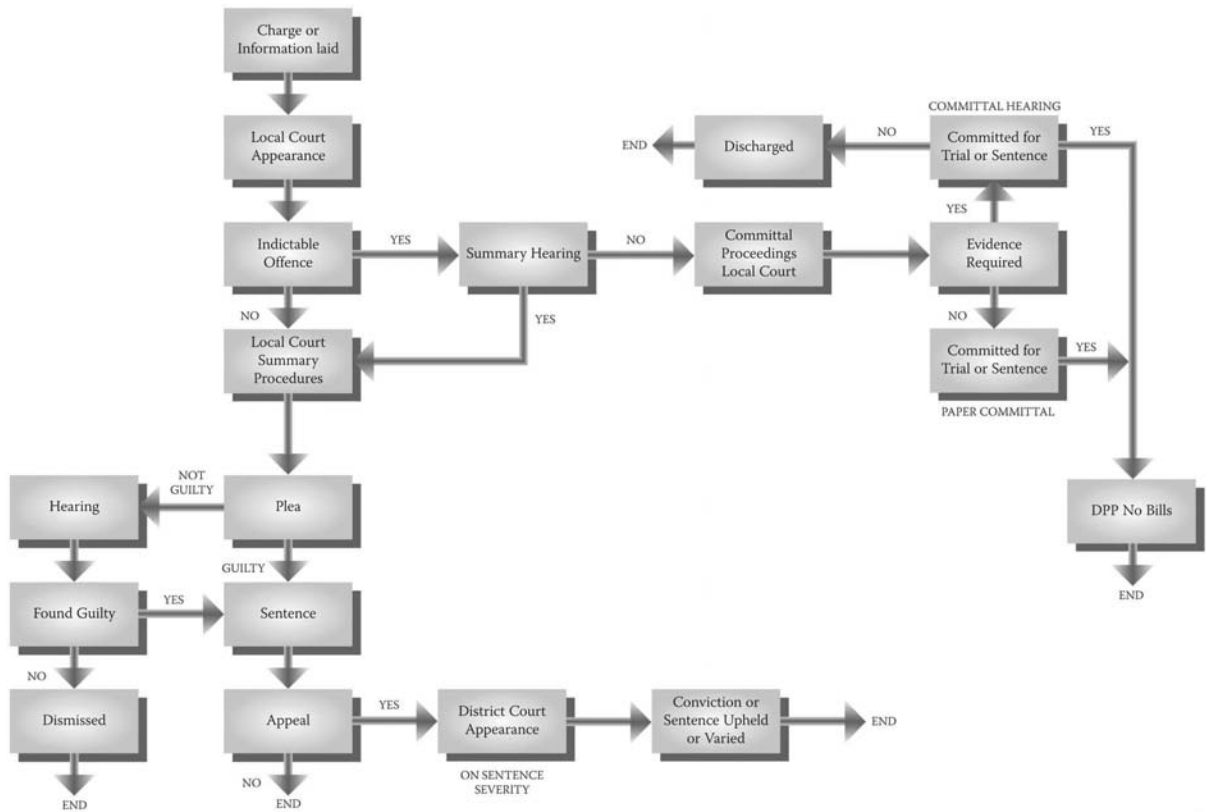 Charge or
Information laid
Local Court
Appearance
END
Discharged
NO
COMMITTAL HEARING
Committed for
Trial or Sentence
YES
Indictable
Offence
YES
Summary Hearing
NO
Committal
Proceedings
Local Court
YES
Evidence
Required
NO
YES
NO
Local Court
Summary
Procedures
Committed for
Trial or Sentence
YES
PAPER COMMITTAL
Hearing
NOT
GUILTY
Plea
DPP No Bills
GUILTY
END
Found Guilty
YES
Sentence
NO
Dismissed
Appeal
YES
District Court
Appearance
Conviction or
Sentence Upheld
or Varied
END
ON SENTENCE
SEVERITY
NO
END
END